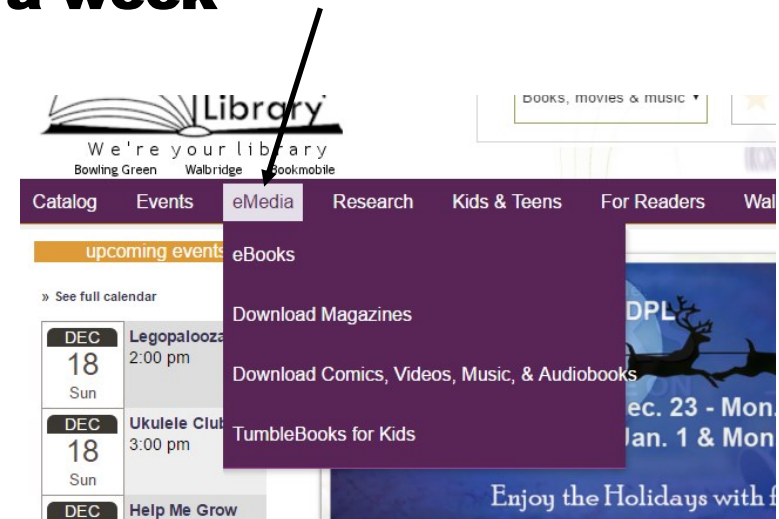 a week
Library
Books, movies & music
We're your library
Bowling Green Walbridge Bookmobile
Catalog Events eMedia Research Kids & Teens For Readers Wal
upcoming events
» See full calendar
eBooks
Download Magazines
Download Comics, Videos, Music, & Audiobooks
TumbleBooks for Kids
DEC
18
Sun
Legopalooza
2:00 pm
DEC
18
Sun
Ukulele Club
3:00 pm
DEC
Help Me Grow
DPL
ec. 23 - Mon.
Jan. 1 & Mon
Enjoy the Holidays with f